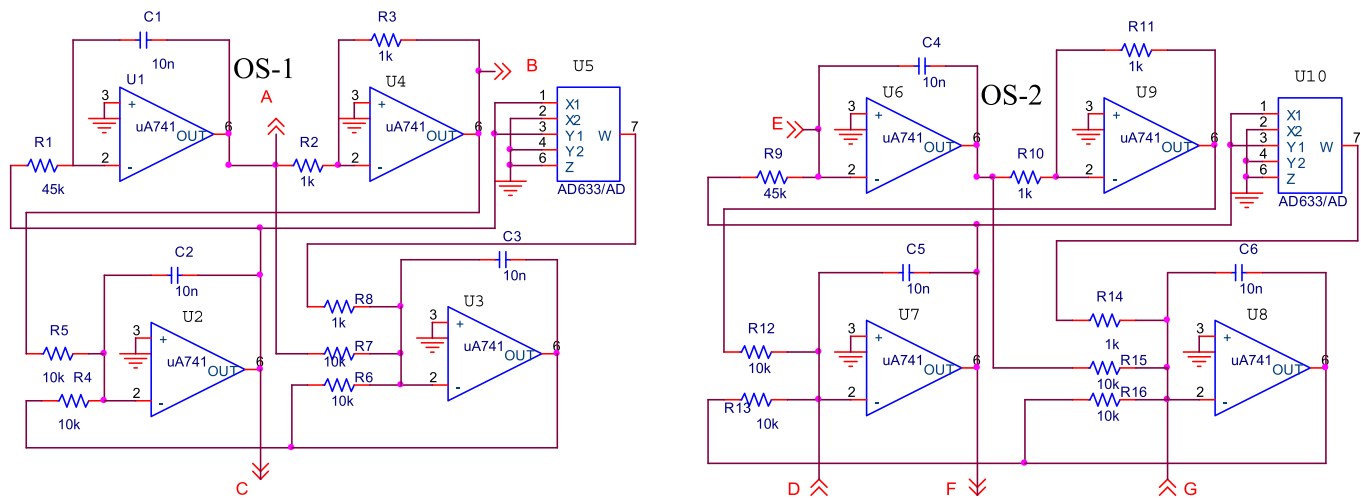 C1
10n
R3
1k
B
U5
U1
OS-1
A
U4
3
+
uA741
OUT
6
2
-
R1
45k
3
+
uA741
OUT
6
R2
1k
2
-
1
X1
2
X2
3
Y1
4
Y2
6
Z
W
7
AD633/AD
C2
10n
C3
10n
R5
10k
R4
10k
U2
3
+
uA741
OUT
6
2
-
R8
1k
R7
10k
R6
10k
U3
3
+
uA741
OUT
6
2
-
C
C4
10n
R11
1k
U10
U6
OS-2
U9
E
3
+
uA741
OUT
6
2
-
R9
45k
3
+
uA741
OUT
6
R10
1k
2
-
1
X1
2
X2
3
Y1
4
Y2
6
Z
W
7
AD633/AD
C5
10n
C6
10n
R12
10k
R13
10k
U7
3
+
uA741
OUT
6
2
-
R14
1k
R15
10k
R16
10k
U8
3
+
uA741
OUT
6
2
-
D
F
G